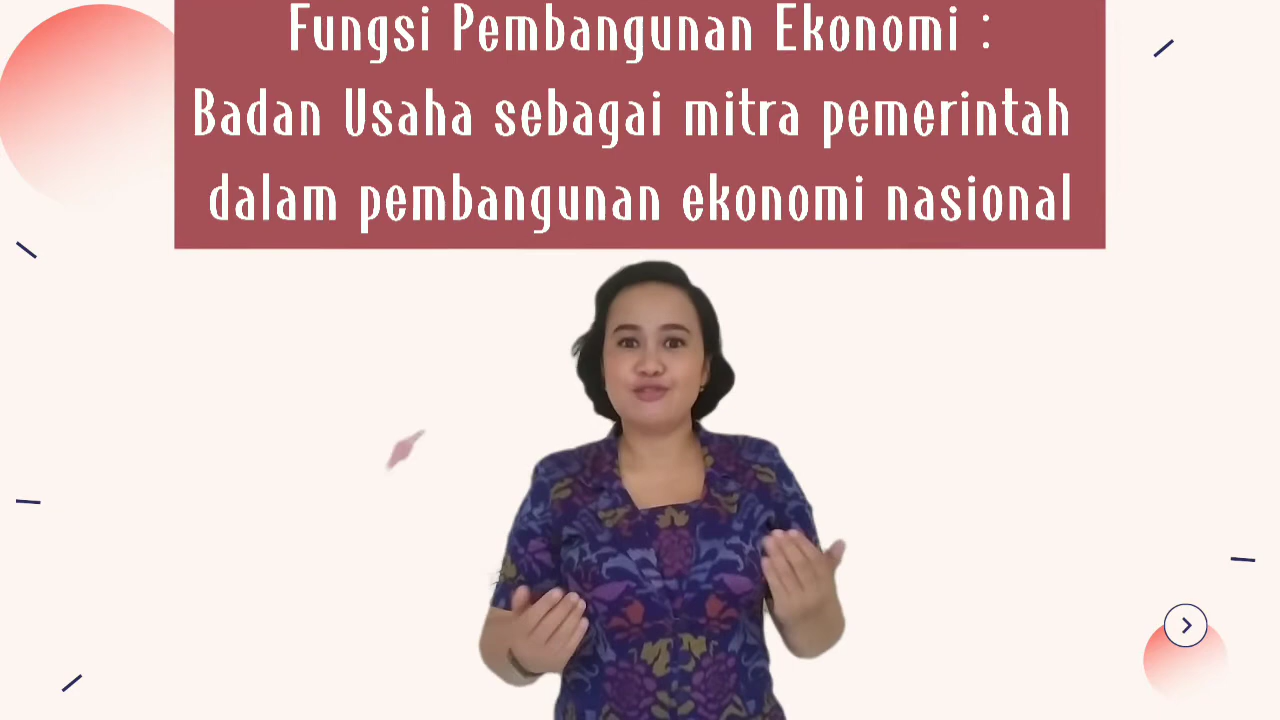 Fungsi Pembangunan Ekonomi :
Badan Usaha sebagai mitra pemerintah
dalam pembangunan ekonomi nasional